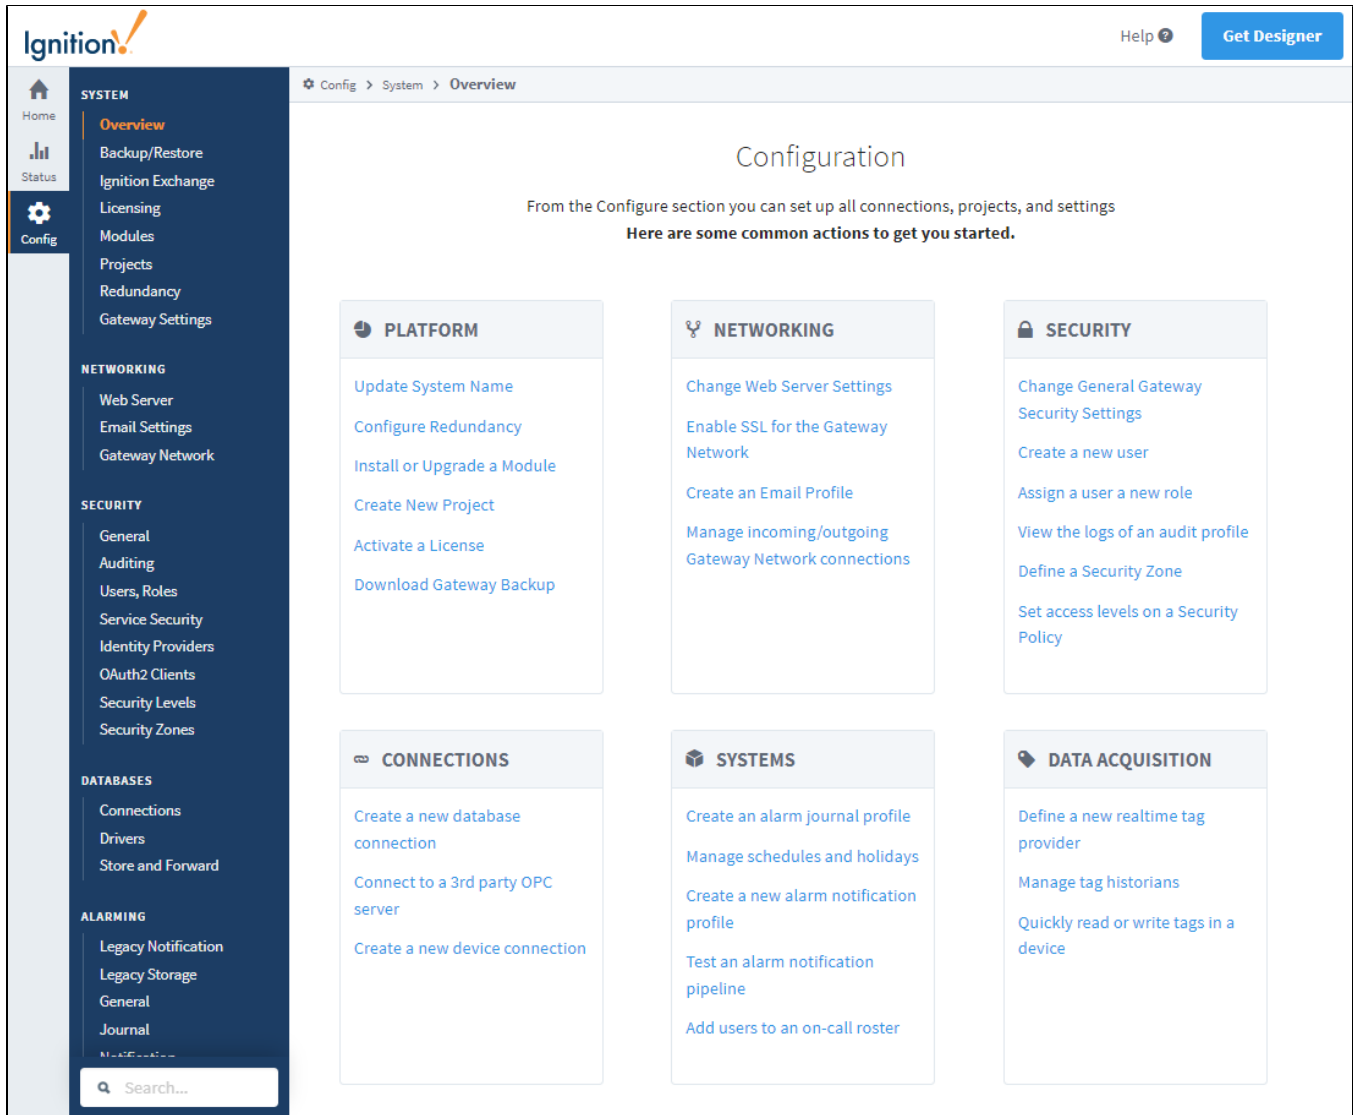 Ignition!
Help
Get Designer
Home
Status
Config
SYSTEM
Overview
Backup/Restore
Ignition Exchange
Licensing
Modules
Projects
Redundancy
Gateway Settings
NETWORKING
Web Server
Email Settings
Gateway Network
SECURITY
General
Auditing
Users, Roles
Service Security
Identity Providers
OAuth2 Clients
Security Levels
Security Zones
DATABASES
Connections
Drivers
Store and Forward
ALARMING
Legacy Notification
Legacy Storage
General
Journal
Notification
Search...
Config > System > Overview
Configuration
From the Configure section you can set up all connections, projects, and settings
Here are some common actions to get you started.
PLATFORM
Update System Name
Configure Redundancy
Install or Upgrade a Module
Create New Project
Activate a License
Download Gateway Backup
NETWORKING
Change Web Server Settings
Enable SSL for the Gateway
Network
Create an Email Profile
Manage incoming/outgoing
Gateway Network connections
SECURITY
Change General Gateway
Security Settings
Create a new user
Assign a user a new role
View the logs of an audit profile
Define a Security Zone
Set access levels on a Security
Policy
CONNECTIONS
Create a new database
connection
Connect to a 3rd party OPC
server
Create a new device connection
SYSTEMS
Create an alarm journal profile
Manage schedules and holidays
Create a new alarm notification
profile
Test an alarm notification
pipeline
Add users to an on-call roster
DATA ACQUISITION
Define a new realtime tag
provider
Manage tag historians
Quickly read or write tags in a
device